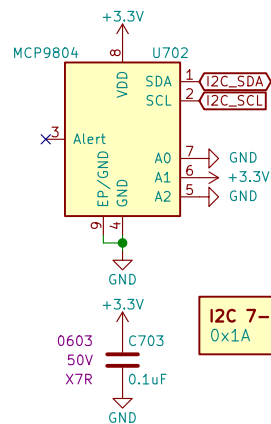 +3.3V
MCP9804
U702
8
VDD
SDA 1 I2C_SDA
SCL 2 I2C_SCL
3 Alert
A0 7 GND
A1 6 +3.3V
A2 5 GND
EP/GND
GND
9 4
GND
+3.3V
0603 C703
50V
X7R 0.1uF
GND
I2C 7-
0x1A